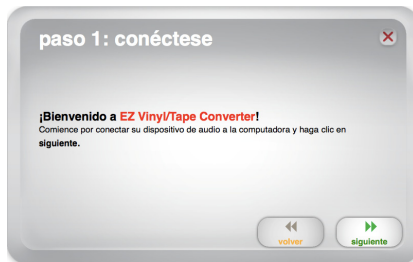 paso 1: conéctese
¡Bienvenido a EZ Vinyl/Tape Converter!
Comience por conectar su dispositivo de audio a la computadora y haga clic en
siguiente.
volver
siguiente